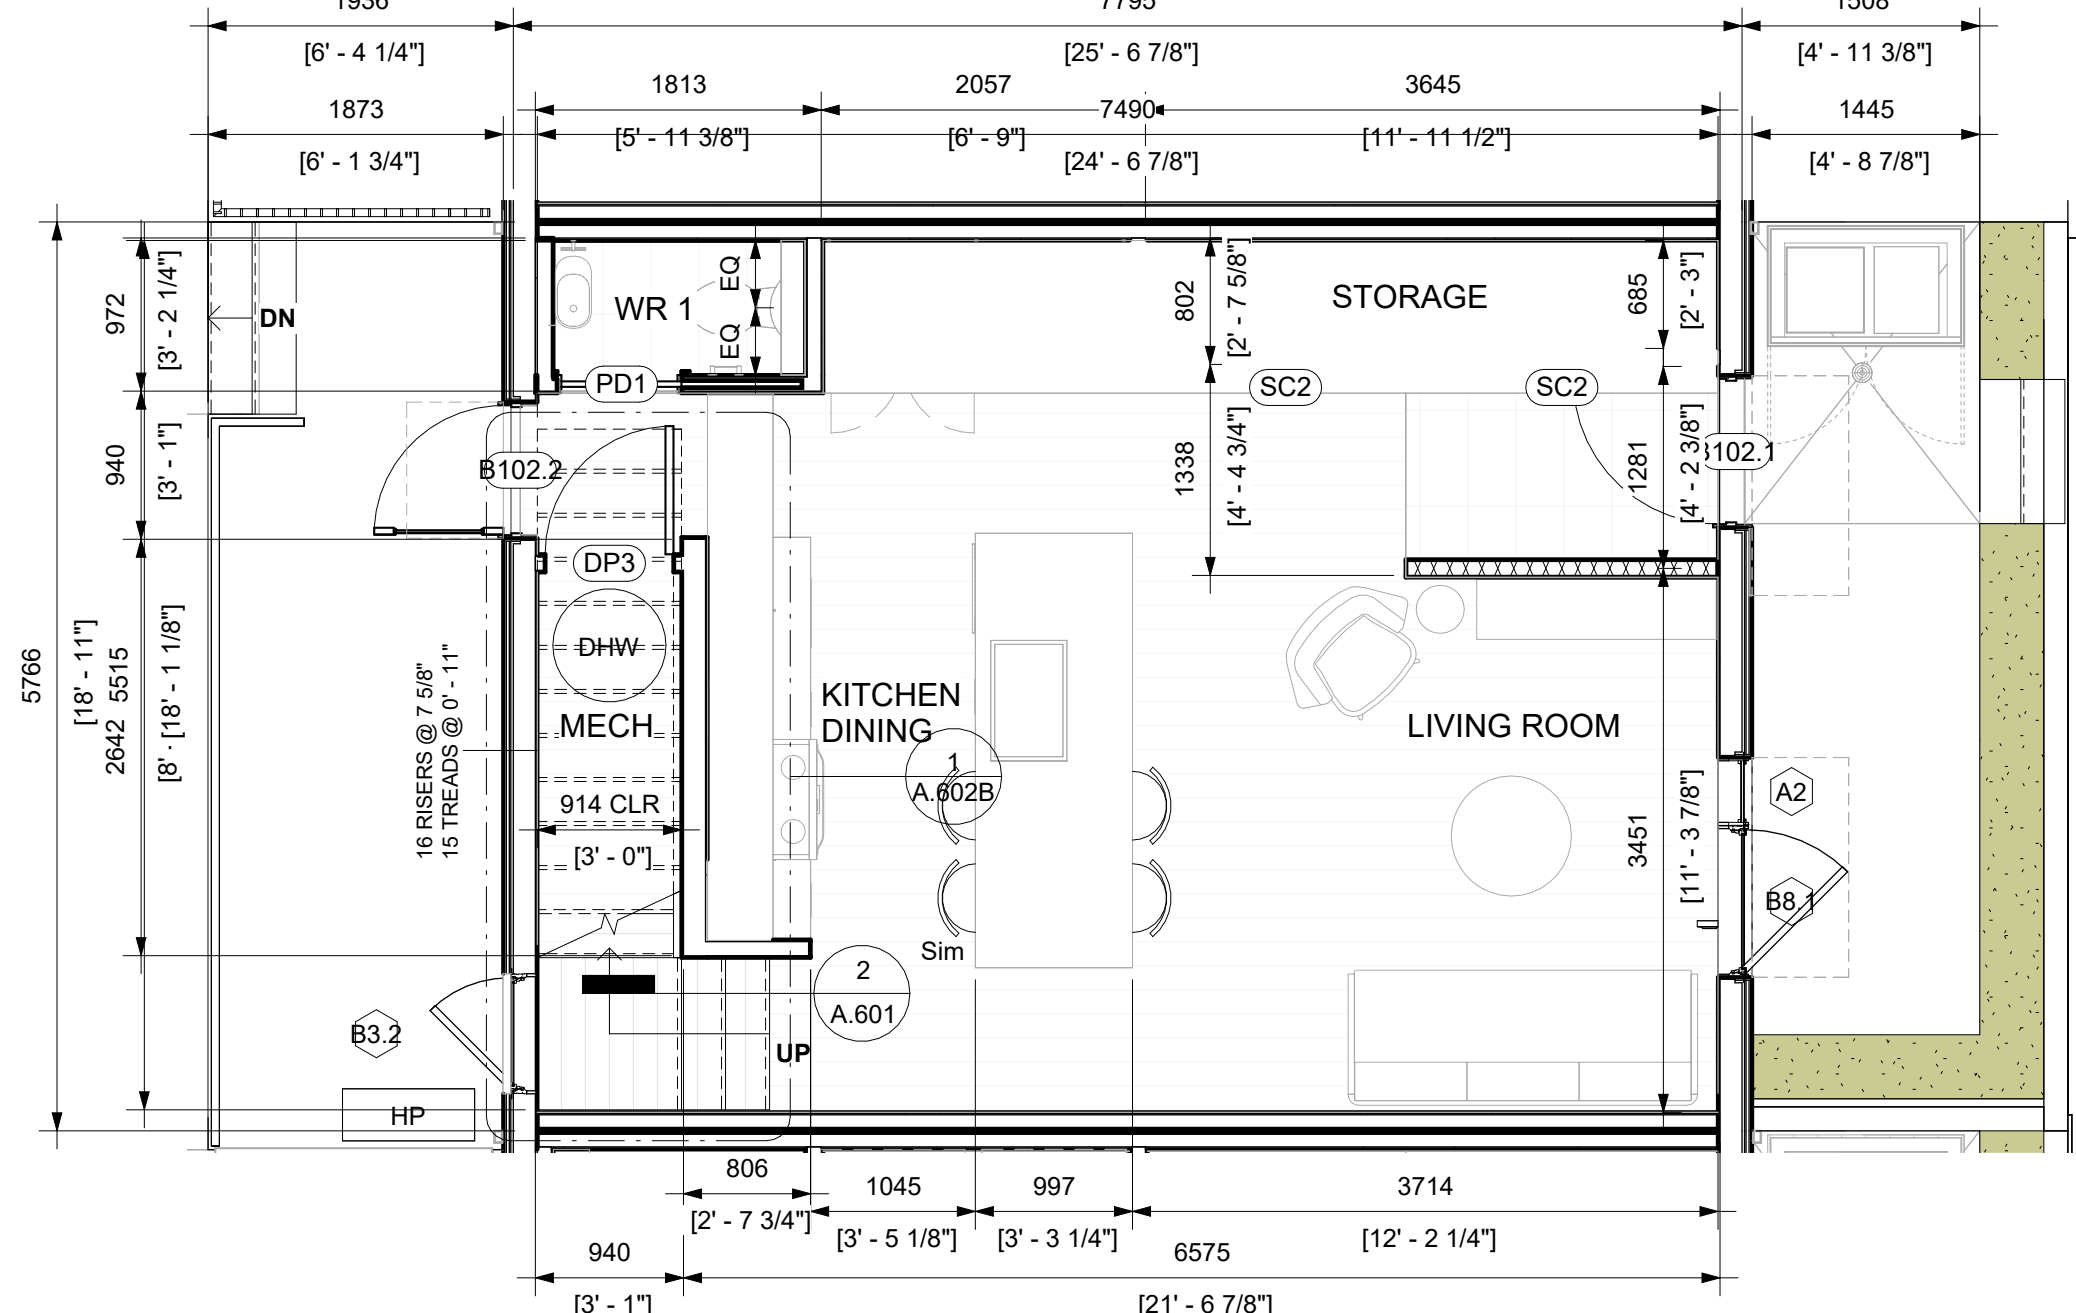 1936
7795
1508
[6' - 4 1/4"]
[25' - 6 7/8"]
[4' - 11 3/8"]
1813
2057
3645
1873
7490
1445
[5' - 11 3/8"]
[6' - 9"]
[11' - 11 1/2"]
[6' - 1 3/4"]
[24' - 6 7/8"]
[4' - 8 7/8"]
972
[3' - 2 1/4"]
DN
WR 1
EQ
EQ
802
[2' - 7 5/8"]
STORAGE
685
[2' - 3"]
PD1
SC2
SC2
940
[3' - 1"]
B102.2
1338
[4' - 4 3/4"]
1281
[4' - 2 3/8"]
B102.1
DP3
DHW
5766
[18' - 11"]
2642 5515
[18' - 1 1/8"]
16 RISERS @ 7 5/8"
15 TREADS @ 0' - 11"
MECH
KITCHEN
DINING
LIVING ROOM
1
A.602B
914 CLR
[3' - 0"]
3451
[11' - 3 7/8"]
A2
B8.1
Sim
2
A.601
B3.2
UP
HP
806
[2' - 7 3/4"]
1045
997
3714
[3' - 5 1/8"]
[3' - 3 1/4"]
[12' - 2 1/4"]
940
6575
[3' - 1"]
[21' - 6 7/8"]